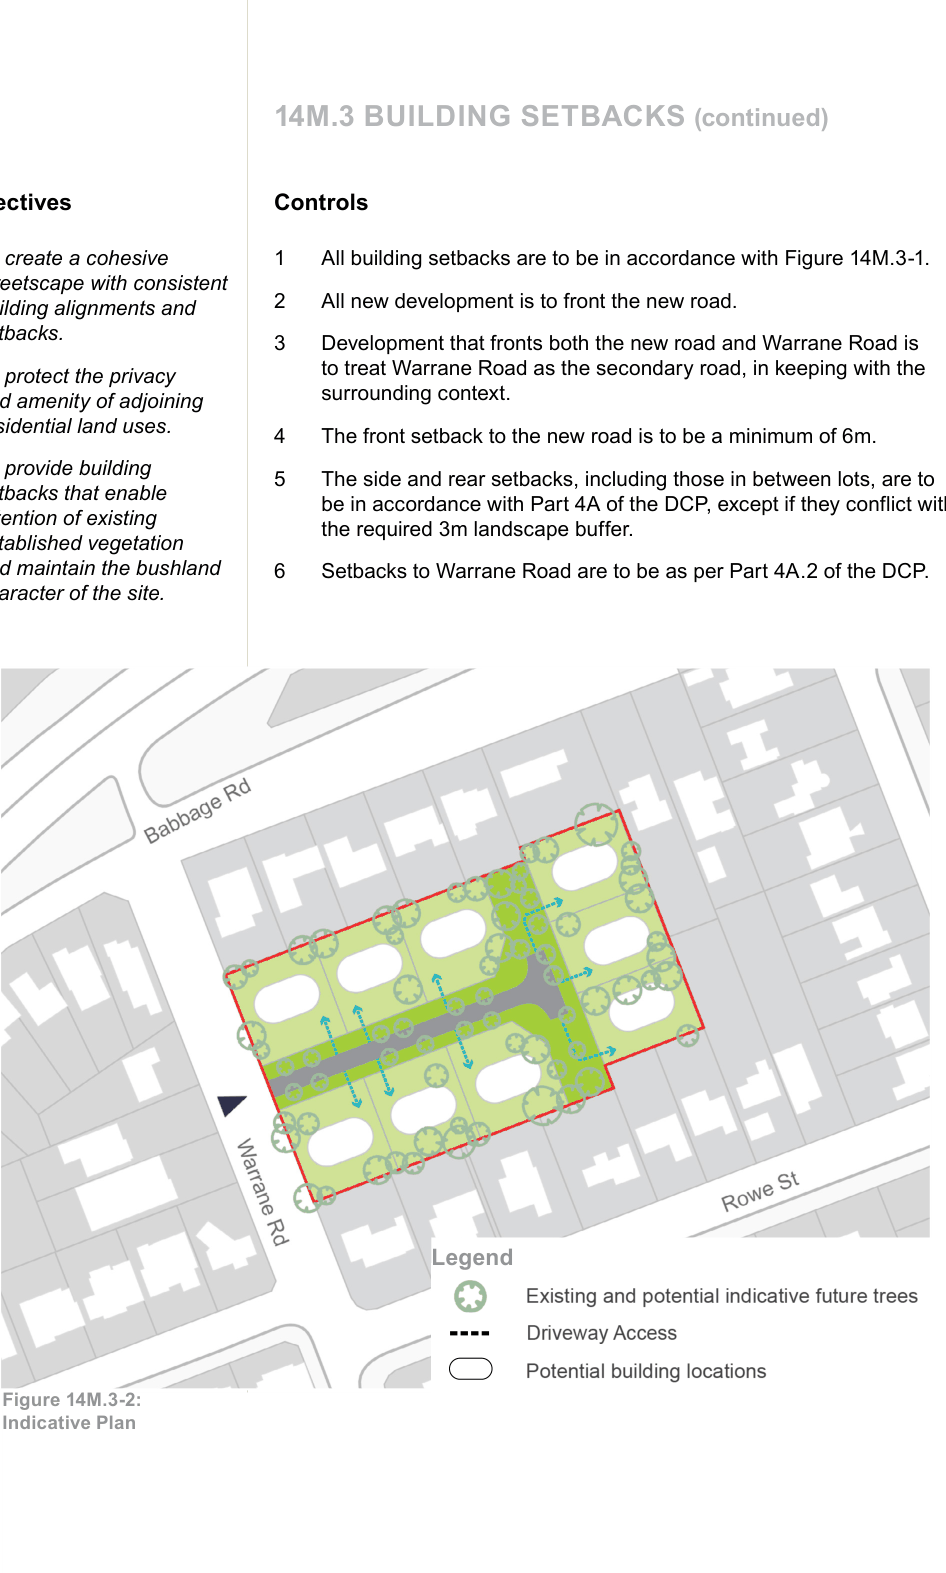 14M.3 BUILDING SETBACKS (continued)
ectives
create a cohesive
eetscape with consistent
ilding alignments and
tbacks.
protect the privacy
d amenity of adjoining
sidential land uses.
provide building
tbacks that enable
ention of existing
tablished vegetation
d maintain the bushland
aracter of the site.
Controls
1 All building setbacks are to be in accordance with Figure 14M.3-1.
2 All new development is to front the new road.
3 Development that fronts both the new road and Warrane Road is
to treat Warrane Road as the secondary road, in keeping with the
surrounding context.
4 The front setback to the new road is to be a minimum of 6m.
5 The side and rear setbacks, including those in between lots, are to
be in accordance with Part 4A of the DCP, except if they conflict with
the required 3m landscape buffer.
6 Setbacks to Warrane Road are to be as per Part 4A.2 of the DCP.
Babbage Rd
Warrane Rd
Rowe St
Legend
Existing and potential indicative future trees
Driveway Access
Potential building locations
Figure 14M.3-2:
Indicative Plan